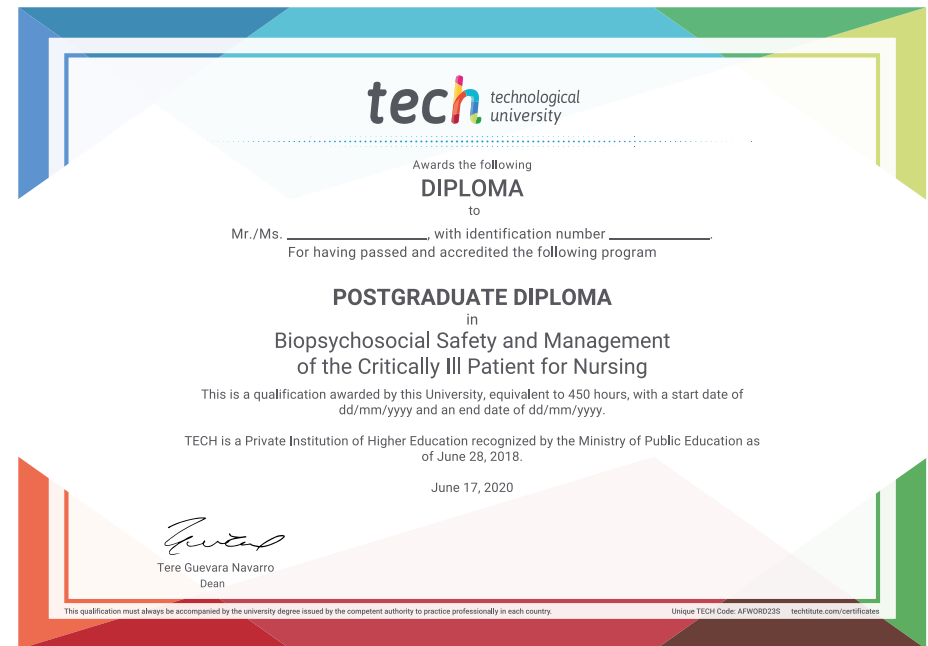 tech technological
university
Awards the following
DIPLOMA
to
Mr./Ms. ____________________, with identification number ______________.
For having passed and accredited the following program
POSTGRADUATE DIPLOMA
in
Biopsychosocial Safety and Management
of the Critically Ill Patient for Nursing
This is a qualification awarded by this University, equivalent to 450 hours, with a start date of
dd/mm/yyyy and an end date of dd/mm/yyyy.
TECH is a Private Institution of Higher Education recognized by the Ministry of Public Education as
of June 28, 2018.
June 17, 2020
Tere Guevara Navarro
Dean
This qualification must always be accompanied by the university degree issued by the competent authority to practice professionally in each country.
Unique TECH Code: AFWORD23S techtitute.com/certificates